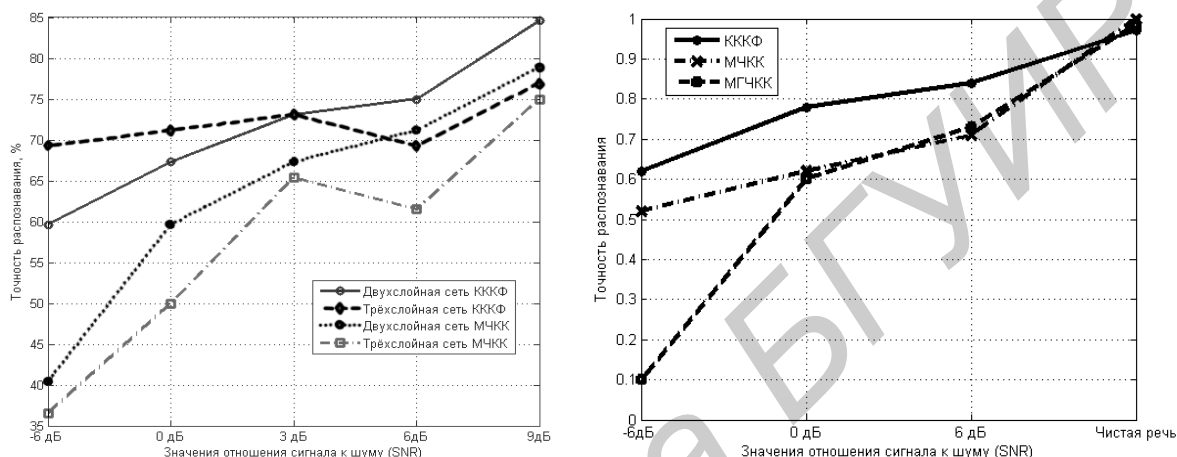 85
80
75
70
65
60
55
50
45
40
35
Точность распознавания, %
Двухслойная сеть КККФ
Трёхслойная сеть КККФ
Двухслойная сеть МЧКК
Трёхслойная сеть МЧКК
-6 дБ
0 дБ
3 дБ
6дБ
9дБ
Значения отношения сигнала к шуму (SNR)
1
0.9
0.8
0.7
0.6
0.5
0.4
0.3
0.2
0.1
0
Точность распознавания
КККФ
МЧКК
МГЧКК
-6дБ
0 дБ
6 дБ
Чистая речь
Значения отношения сигнала к шуму (SNR)
БГУИР